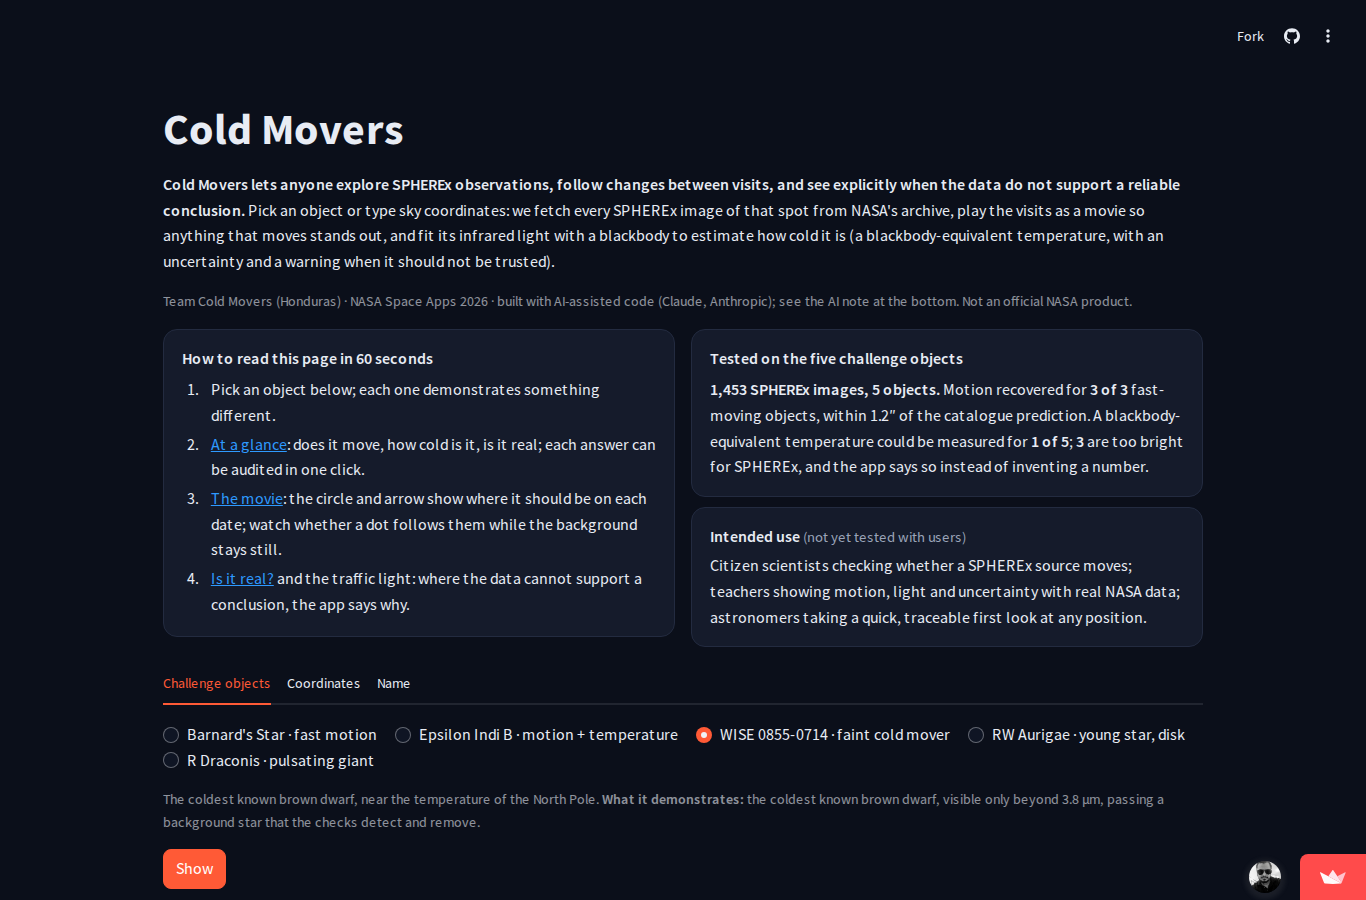 Fork
Cold Movers
Cold Movers lets anyone explore SPHEREx observations, follow changes between visits, and see explicitly when the data do not support a reliable
conclusion. Pick an object or type sky coordinates: we fetch every SPHEREx image of that spot from NASA's archive, play the visits as a movie so
anything that moves stands out, and fit its infrared light with a blackbody to estimate how cold it is (a blackbody-equivalent temperature, with an
uncertainty and a warning when it should not be trusted).
Team Cold Movers (Honduras) · NASA Space Apps 2026 · built with AI-assisted code (Claude, Anthropic); see the AI note at the bottom. Not an official NASA product.
How to read this page in 60 seconds
1. Pick an object below; each one demonstrates something
different.
2. At a glance: does it move, how cold is it, is it real; each answer can
be audited in one click.
3. The movie: the circle and arrow show where it should be on each
date; watch whether a dot follows them while the background
stays still.
4. Is it real? and the traffic light: where the data cannot support a
conclusion, the app says why.
Tested on the five challenge objects
1,453 SPHEREx images, 5 objects. Motion recovered for 3 of 3 fast-
moving objects, within 1.2″ of the catalogue prediction. A blackbody-
equivalent temperature could be measured for 1 of 5; 3 are too bright
for SPHEREx, and the app says so instead of inventing a number.
Intended use (not yet tested with users)
Citizen scientists checking whether a SPHEREx source moves;
teachers showing motion, light and uncertainty with real NASA data;
astronomers taking a quick, traceable first look at any position.
Challenge objects Coordinates Name
Barnard's Star · fast motion Epsilon Indi B · motion + temperature WISE 0855-0714 · faint cold mover RW Aurigae · young star, disk
R Draconis · pulsating giant
The coldest known brown dwarf, near the temperature of the North Pole. What it demonstrates: the coldest known brown dwarf, visible only beyond 3.8 µm, passing a
background star that the checks detect and remove.
Show